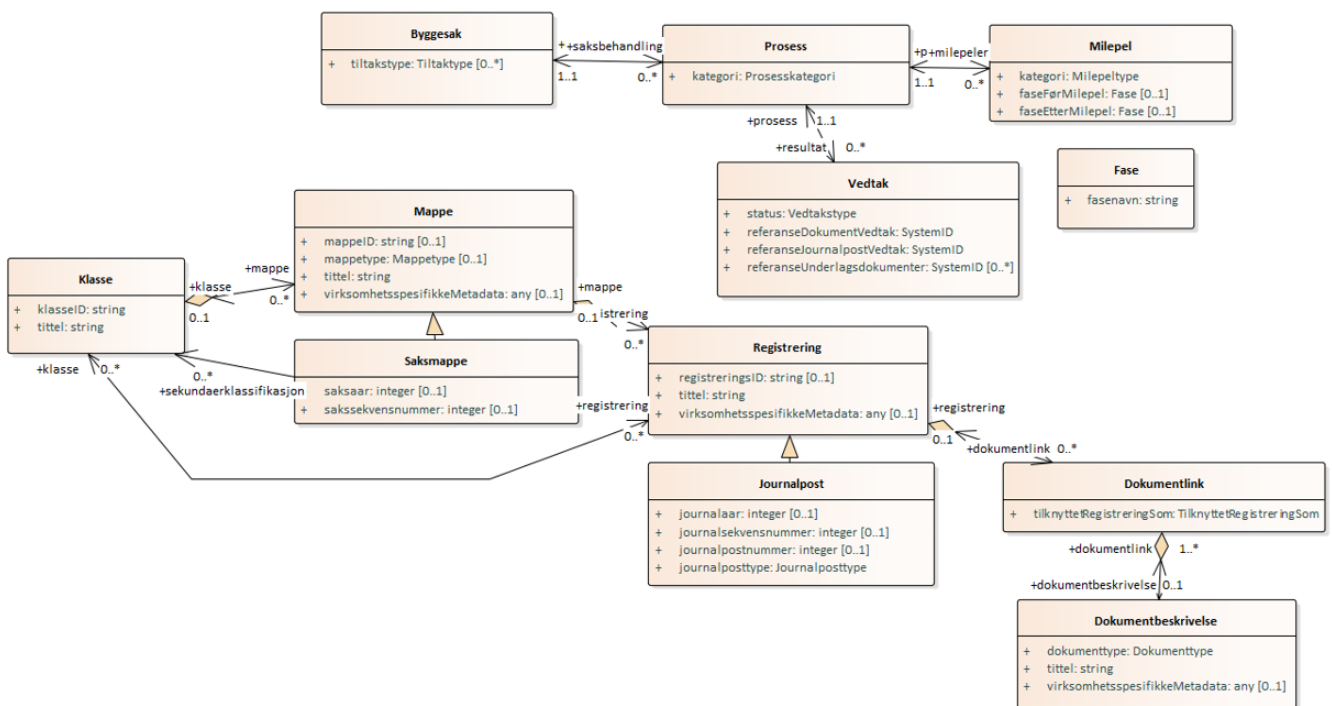 Byggesak
+ tiltakstype: Tiltaktype [0..*]
+
+saksbehandling
1..1
0..*
Prosess
+ kategori: Prosesskategori
+p
+milepeler
1..1
0..*
Milepel
+ kategori: Milepeltype
+ faseFørMilepel: Fase [0..1]
+ faseEtterMilepel: Fase [0..1]
+prosess
1..1
+resultat
0..*
Vedtak
+ status: Vedtakstype
+ referanseDokumentVedtak: SystemID
+ referanseJournalpostVedtak: SystemID
+ referanseUnderlagsdokumenter: SystemID [0..*]
Fase
+ fasenavn: string
Mappe
+ mappeID: string [0..1]
+ mappetype: Mappetype [0..1]
+ tittel: string
+ virksomhetsspesifikkeMetadata: any [0..1]
Klasse
+ klasseID: string
+ tittel: string
+mappe
+klasse
0..*
0..1
+mappe
0..1
istrering
0..*
Saksmappe
saksaar: integer [0..1]
+ sakssekvensnummer: integer [0..1]
+klasse
0..*
0..*
+sekundaerklassifikasjon
+registrering
0..*
Registrering
+ registreringsID: string [0..1]
+ tittel: string
+ virksomhetsspesifikkeMetadata: any [0..1]
+registrering
0..1
+dokumentlink
0..*
Journalpost
+ journalaar: integer [0..1]
+ journalsekvensnummer: integer [0..1]
+ journalpostnummer: integer [0..1]
+ journalposttype: Journalposttype
Dokumentlink
+ tilknyttetRegistreringSom: TilknyttetRegistreringSom
+dokumentlink
1..*
+dokumentbeskrivelse
0..1
Dokumentbeskrivelse
+ dokumenttype: Dokumenttype
+ tittel: string
+ virksomhetsspesifikkeMetadata: any [0..1]